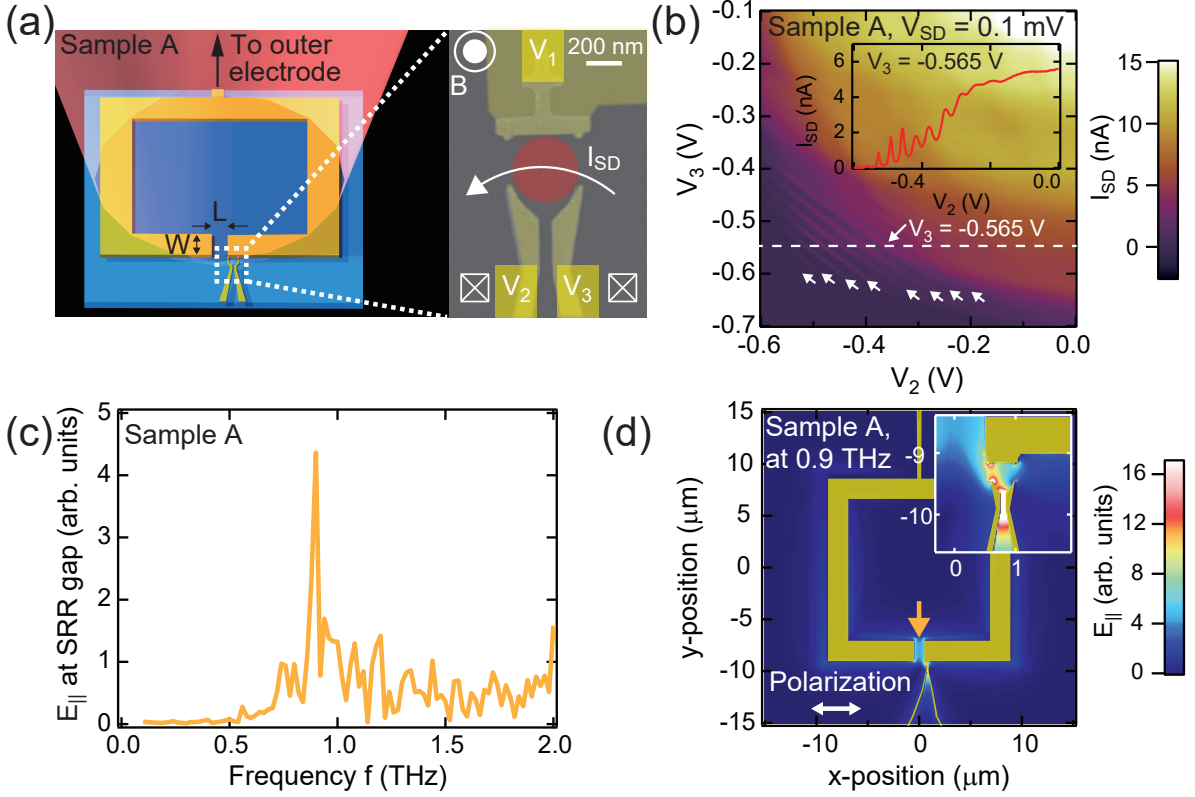 (a)
Sample A
To outer
electrode
L
W
B
V1
200 nm
ISD
V2
V3
(b)
Sample A, VSD = 0.1 mV
V3 = -0.565 V
ISD (nA)
6
4
2
0
-0.4
0.0
V2 (V)
V3 = -0.565 V
V3 (V)
-0.1
-0.2
-0.3
-0.4
-0.5
-0.6
-0.7
-0.6
-0.4
-0.2
0.0
V2 (V)
15
10
5
0
ISD (nA)
(c)
Sample A
E|| at SRR gap (arb. units)
5
4
3
2
1
0
0.0
0.5
1.0
1.5
2.0
Frequency f (THz)
(d)
Sample A,
at 0.9 THz
-9
-10
0
1
Polarization
y-position (μm)
15
10
5
0
-5
-10
-15
-10
0
10
x-position (μm)
16
12
8
4
0
E|| (arb. units)